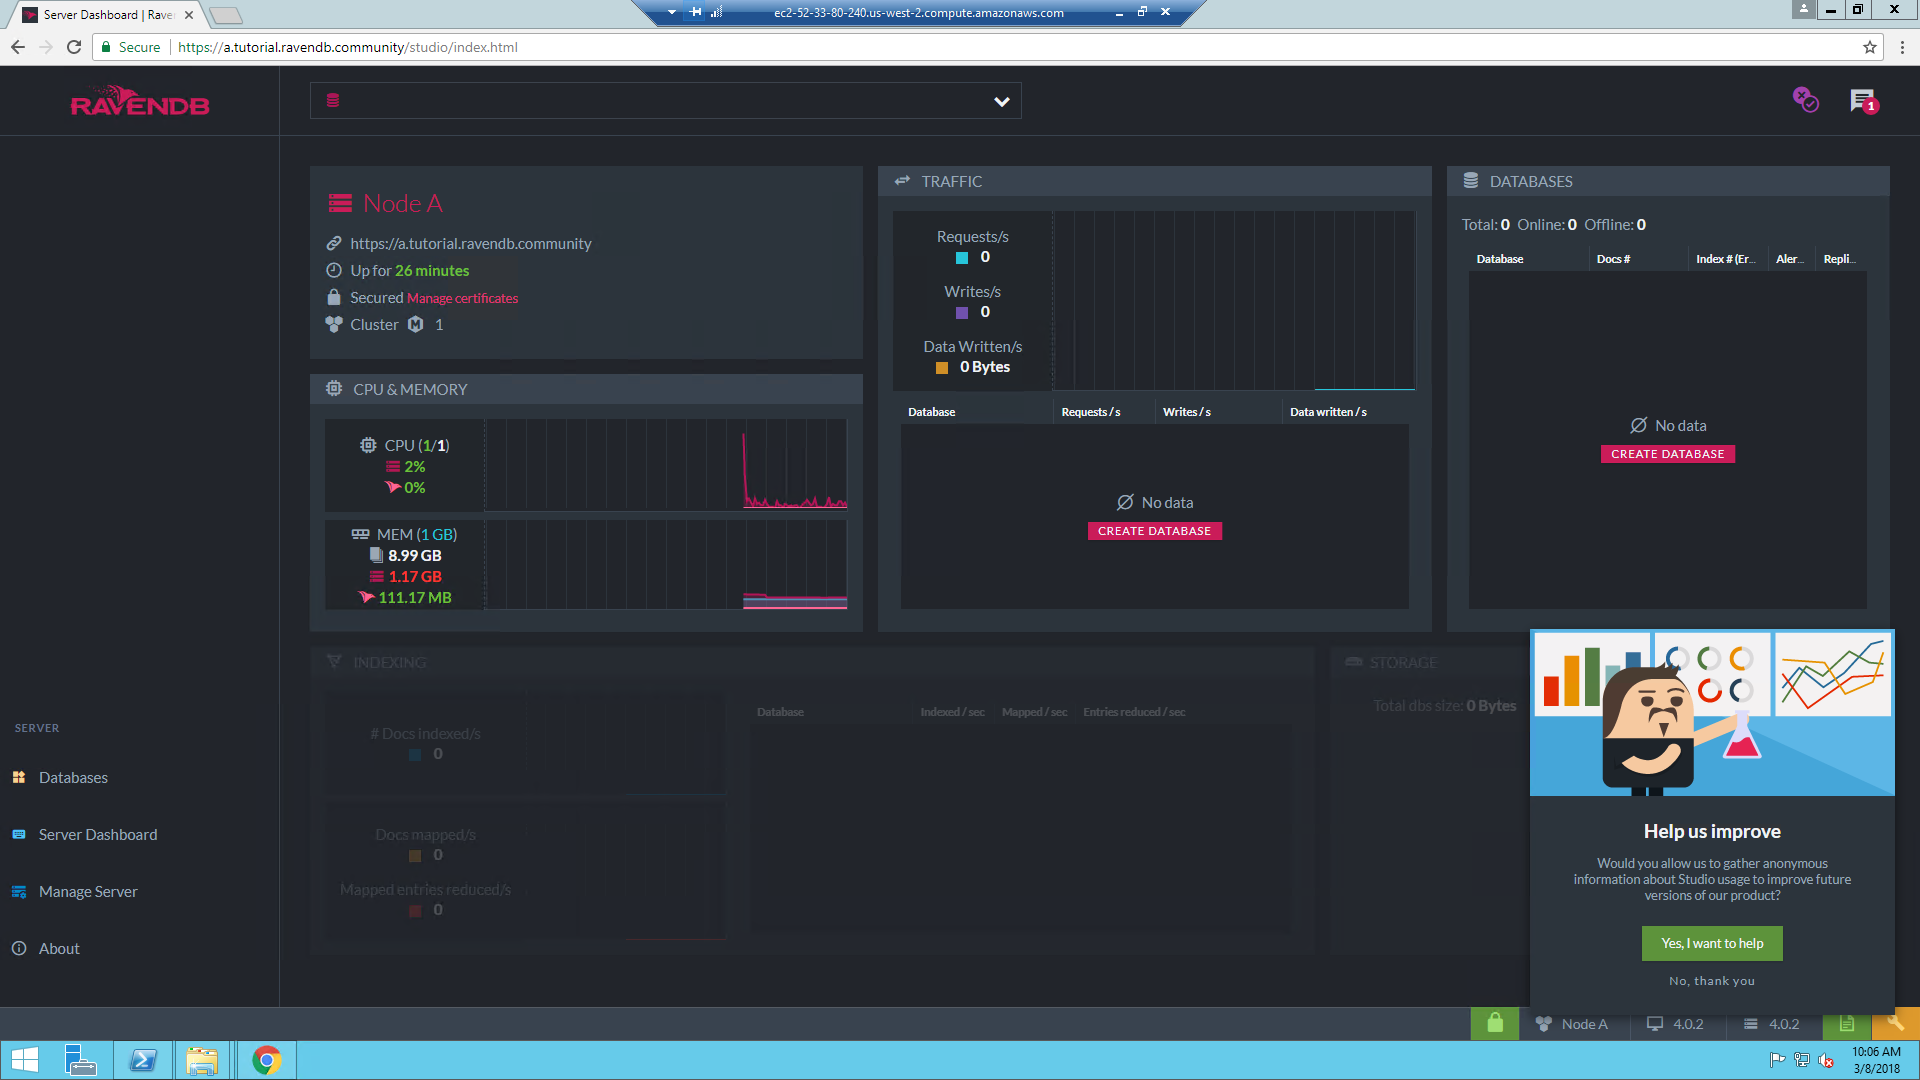 Server Dashboard | Rave
ec2-52-33-80-240.us-west-2.compute.amazonaws.com
Secure
https://a.tutorial.ravendb.community/studio/index.html
RAVENDB
1
Node A
https://a.tutorial.ravendb.community
Up for 26 minutes
Secured Manage certificates
Cluster M 1
CPU & MEMORY
CPU (1/1)
2%
0%
MEM (1 GB)
8.99 GB
1.17 GB
111.17 MB
TRAFFIC
Requests/s
0
Writes/s
0
Data Written/s
0 Bytes
Database Requests / s Writes / s Data written / s
No data
CREATE DATABASE
DATABASES
Total: 0 Online: 0 Offline: 0
Database Docs # Index # (Er... Aler... Repli...
No data
CREATE DATABASE
INDEXING
# Docs indexed/s
0
Docs mapped/s
0
Mapped entries reduced/s
0
Database Indexed / sec Mapped / sec Entries reduced / sec
STORAGE
Total dbs size: 0 Bytes
SERVER
Databases
Server Dashboard
Manage Server
About
Help us improve
Would you allow us to gather anonymous
information about Studio usage to improve future
versions of our product?
Yes, I want to help
No, thank you
Node A
4.0.2
4.0.2
10:06 AM
3/8/2018